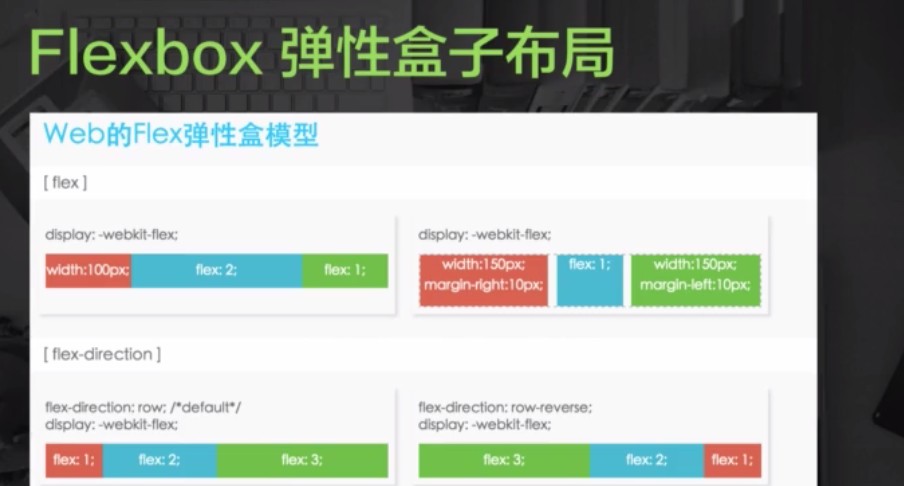 Flexbox 弹性盒子布局
Web的Flex弹性盒模型
[ flex ]
display: -webkit-flex;
width:100px; flex: 2; flex: 1;
display: -webkit-flex;
width:150px; margin-right:10px;
flex: 1;
width:150px; margin-left:10px;
[ flex-direction ]
flex-direction: row; /*default*/
display: -webkit-flex;
flex: 1; flex: 2; flex: 3;
flex-direction: row-reverse;
display: -webkit-flex;
flex: 3; flex: 2; flex: 1;